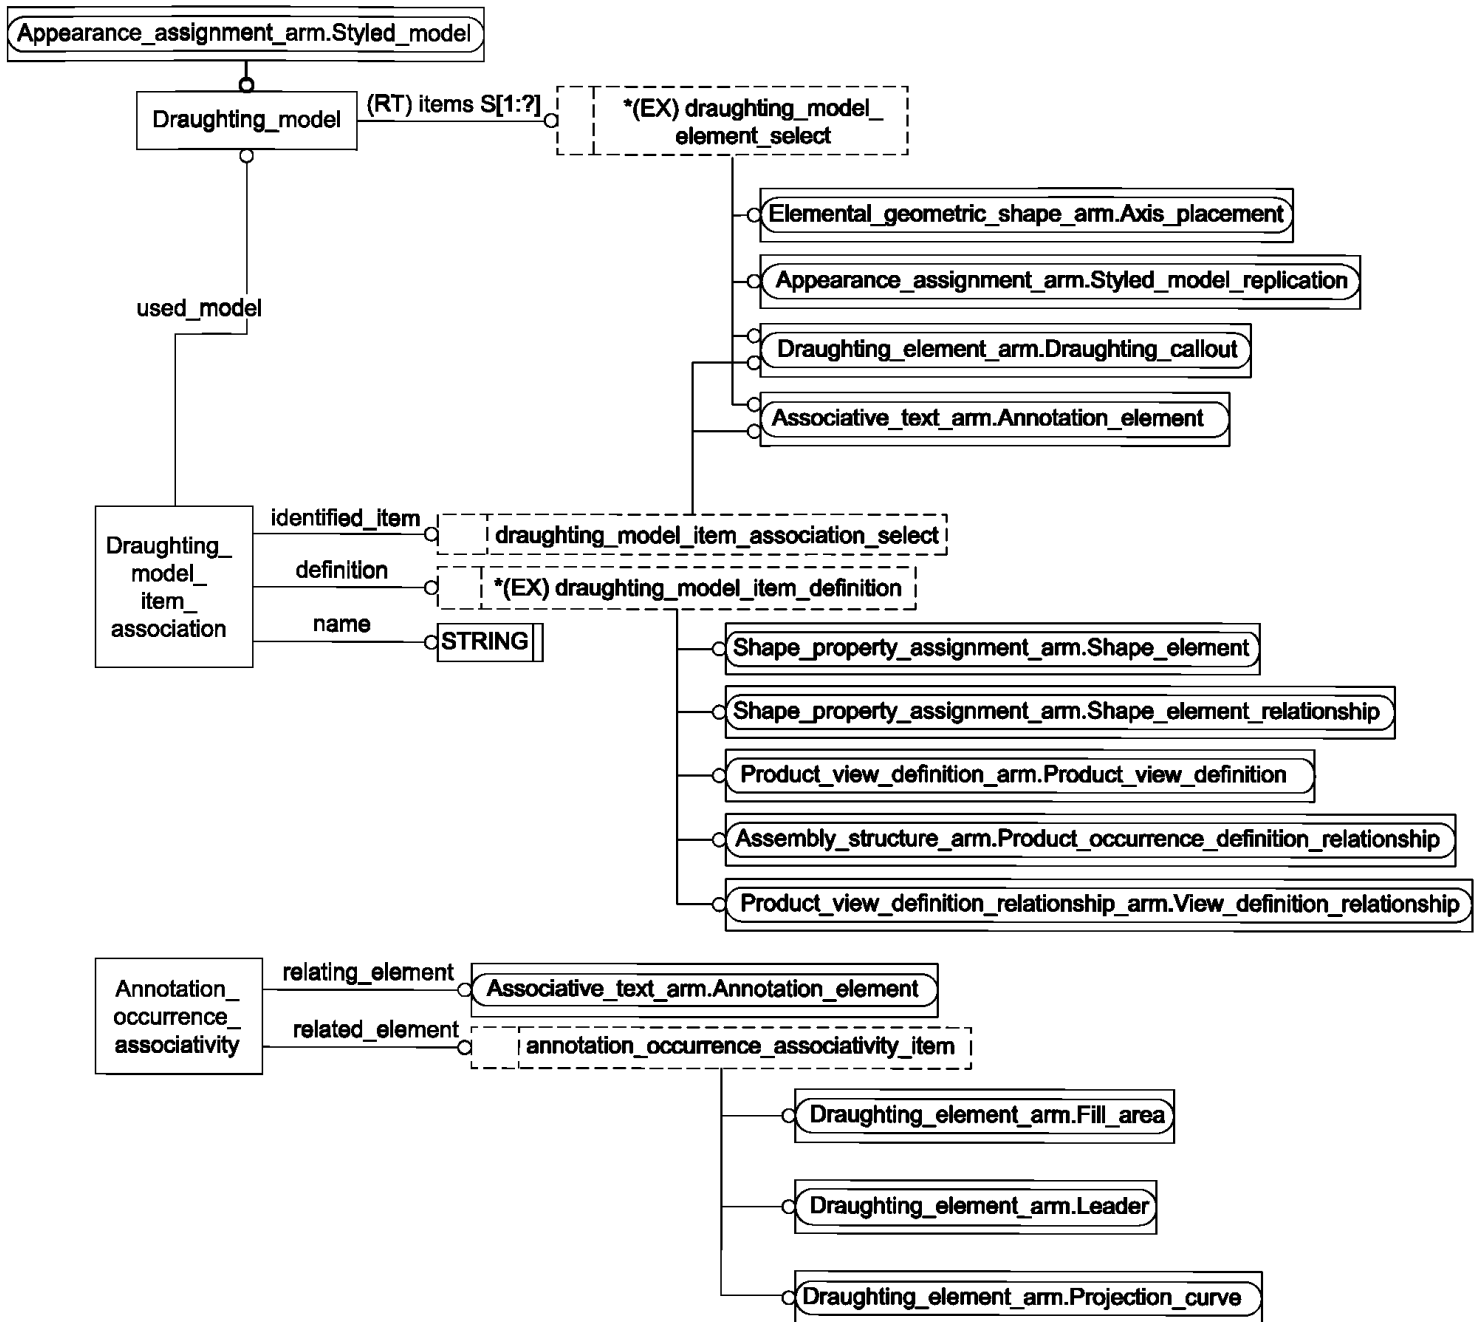 Appearance_assignment_arm.Styled_model
Draughting_model
(RT) items S[1:?]
*(EX) draughting_model_
element_select
Elemental_geometric_shape_arm.Axis_placement
Appearance_assignment_arm.Styled_model_replication
used_model
Draughting_element_arm.Draughting_callout
Associative_text_arm.Annotation_element
Draughting_
model_
item_
association
identified_item
draughting_model_item_association_select
definition
*(EX) draughting_model_item_definition
name
STRING
Shape_property_assignment_arm.Shape_element
Shape_property_assignment_arm.Shape_element_relationship
Product_view_definition_arm.Product_view_definition
Assembly_structure_arm.Product_occurrence_definition_relationship
Product_view_definition_relationship_arm.View_definition_relationship
Annotation_
occurrence_
associativity
relating_element
Associative_text_arm.Annotation_element
related_element
annotation_occurrence_associativity_item
Draughting_element_arm.Fill_area
Draughting_element_arm.Leader
Draughting_element_arm.Projection_curve